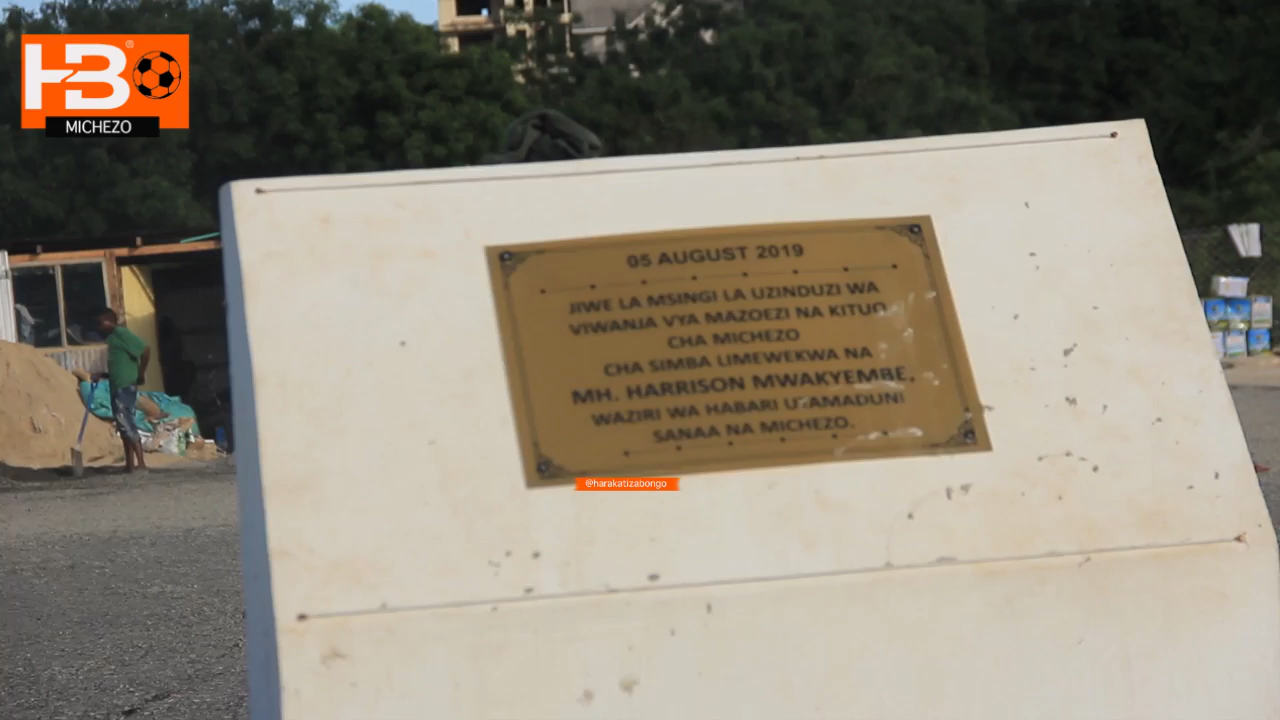 HB
MICHEZO
05 AUGUST 2019
JIWE LA MSINGI LA UZINDUZI WA
VIWANJA VYA MAZOEZI NA KITUO
CHA MICHEZO
CHA SIMBA LIMEWEKWA NA
MH. HARRISON MWAKYEMBE,
WAZIRI WA HABARI UTAMADUNI
SANAA NA MICHEZO.
@harakatizabongo